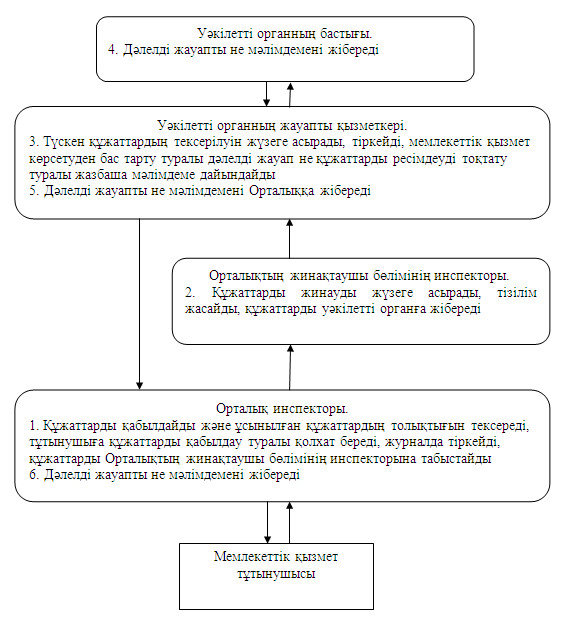 Уәкілетті органның бастығы.
4. Дәлелді жауапты не мәлімдемені жібереді
Уәкілетті органның жауапты қызметкері.
3. Түскен құжаттардың тексерілуін жүзеге асырады, тіркейді, мемлекеттік қызмет
көрсетуден бас тарту туралы дәлелді жауап не құжаттарды ресімдеуді тоқтату
туралы жазбаша мәлімдеме дайындайды
5. Дәлелді жауапты не мәлімдемені Орталыққа жібереді
Орталықтың жинақтаушы бөлімінің инспекторы.
2. Құжаттарды жинауды жүзеге асырады, тізілім
жасайды, құжаттарды уәкілетті органға жібереді
Орталық инспекторы.
1. Құжаттарды қабылдайды және ұсынылған құжаттардың толықтығын тексереді,
тұтынушыға құжаттарды қабылдау туралы қолхат береді, журналда тіркейді,
құжаттарды Орталықтың жинақтаушы бөлімінің инспекторына табыстайды
6. Дәлелді жауапты не мәлімдемені жібереді
Мемлекеттік қызмет
тұтынушысы